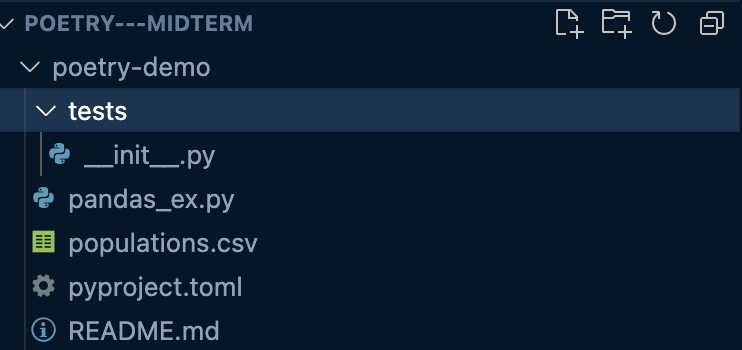 POETRY---MIDTERM
poetry-demo
tests
__init__.py
pandas_ex.py
populations.csv
pyproject.toml
README.md